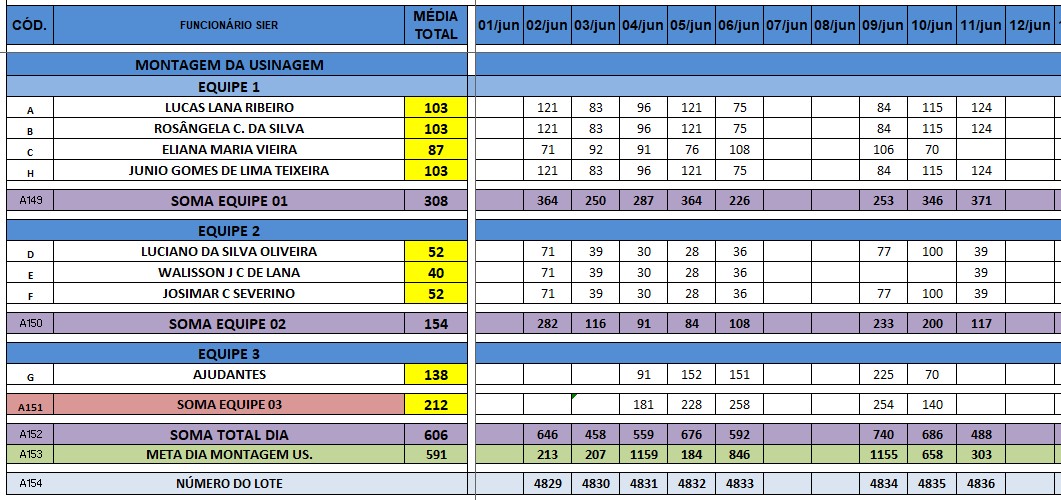 CÓD. FUNCIONÁRIO SIER MÉDIA TOTAL 01/jun 02/jun 03/jun 04/jun 05/jun 06/jun 07/jun 08/jun 09/jun 10/jun 11/jun 12/jun
MONTAGEM DA USINAGEM
EQUIPE 1
A LUCAS LANA RIBEIRO 103 121 83 96 121 75 84 115 124
B ROSÂNGELA C. DA SILVA 103 121 83 96 121 75 84 115 124
C ELIANA MARIA VIEIRA 87 71 92 91 76 108 106 70
H JUNIO GOMES DE LIMA TEIXEIRA 103 121 83 96 121 75 84 115 124
A149 SOMA EQUIPE 01 308 364 250 287 364 226 253 346 371
EQUIPE 2
D LUCIANO DA SILVA OLIVEIRA 52 71 39 30 28 36 77 100 39
E WALISSON J C DE LANA 40 71 39 30 28 36 39
F JOSIMAR C SEVERINO 52 71 39 30 28 36 77 100 39
A150 SOMA EQUIPE 02 154 282 116 91 84 108 233 200 117
EQUIPE 3
G AJUDANTES 138 91 152 151 225 70
A151 SOMA EQUIPE 03 212 181 228 258 254 140
A152 SOMA TOTAL DIA 606 646 458 559 676 592 740 686 488
A153 META DIA MONTAGEM US. 591 213 207 1159 184 846 1155 658 303
A154 NÚMERO DO LOTE 4829 4830 4831 4832 4833 4834 4835 4836